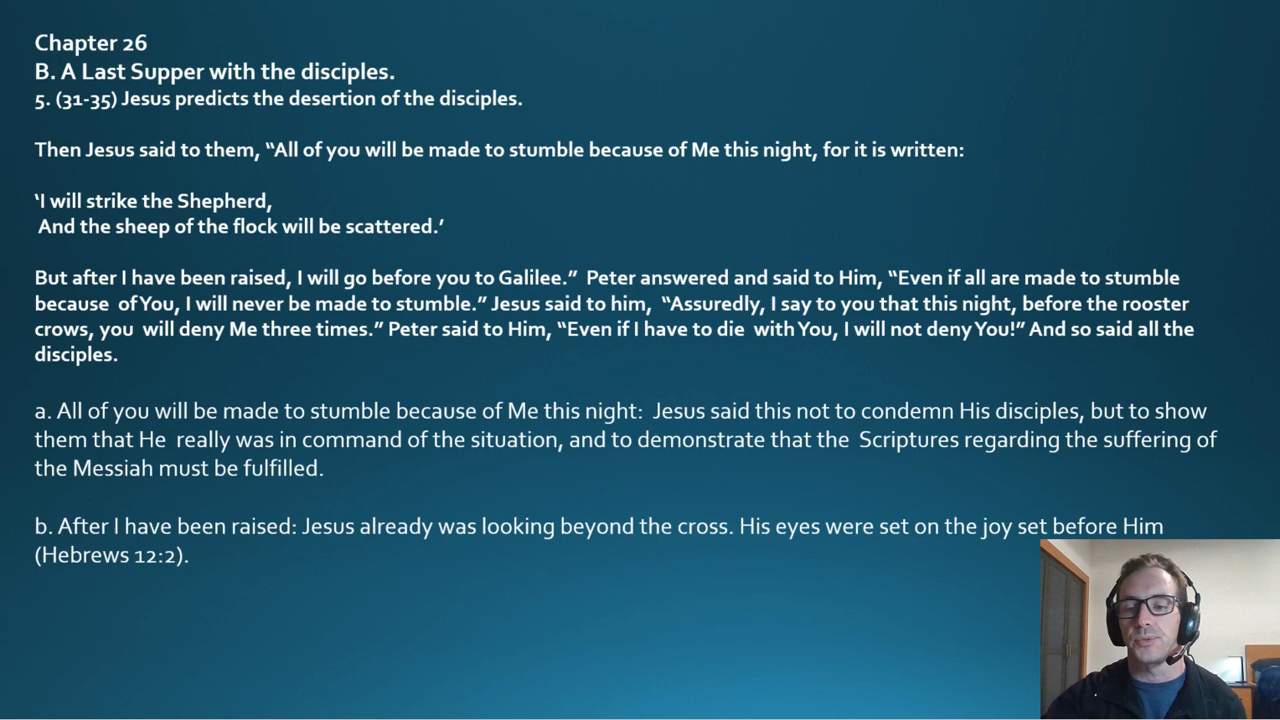 Chapter 26
B. A Last Supper with the disciples.
5. (31-35) Jesus predicts the desertion of the disciples.
Then Jesus said to them, “All of you will be made to stumble because of Me this night, for it is written:
‘I will strike the Shepherd,
And the sheep of the flock will be scattered.’
But after I have been raised, I will go before you to Galilee.”  Peter answered and said to Him, “Even if all are made to stumble
because  of You, I will never be made to stumble.” Jesus said to him,  “Assuredly, I say to you that this night, before the rooster
crows, you  will deny Me three times.” Peter said to Him, “Even if I have to die  with You, I will not deny You!” And so said all the
disciples.
a. All of you will be made to stumble because of Me this night:  Jesus said this not to condemn His disciples, but to show
them that He  really was in command of the situation, and to demonstrate that the  Scriptures regarding the suffering of
the Messiah must be fulfilled.
b. After I have been raised: Jesus already was looking beyond the cross. His eyes were set on the joy set before Him
(Hebrews 12:2).